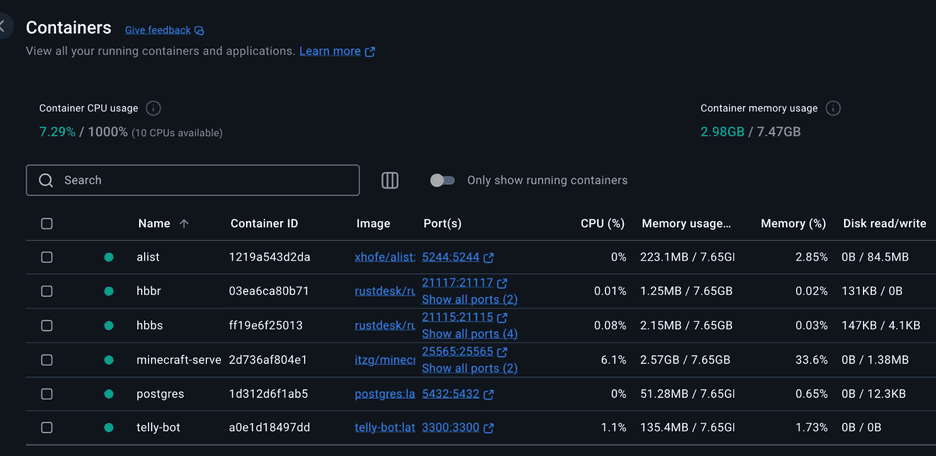 Containers Give feedback
View all your running containers and applications. Learn more
Container CPU usage Container memory usage
7.29% / 1000% (10 CPUs available) 2.98GB / 7.47GB
Search Only show running containers
Name Container ID Image Port(s) CPU (%) Memory usage... Memory (%) Disk read/write
alist 1219a543d2da xhofe/alist: 5244:5244 0% 223.1MB / 7.65GI 2.85% 0B / 84.5MB
hbbr 03ea6ca80b71 rustdesk/ru 21117:21117 0.01% 1.25MB / 7.65GB 0.02% 131KB / 0B
Show all ports (2)
hbbs ff19e6f25013 rustdesk/ru 21115:21115 0.08% 2.15MB / 7.65GB 0.03% 147KB / 4.1KB
Show all ports (4)
minecraft-serve 2d736af804e1 itzg/minec 25565:25565 6.1% 2.57GB / 7.65GB 33.6% 0B / 1.38MB
Show all ports (2)
postgres 1d312d6f1ab5 postgres:la 5432:5432 0% 51.28MB / 7.65GI 0.65% 0B / 12.3KB
telly-bot a0e1d18497dd telly-bot:lat 3300:3300 1.1% 135.4MB / 7.65GI 1.73% 0B / 0B